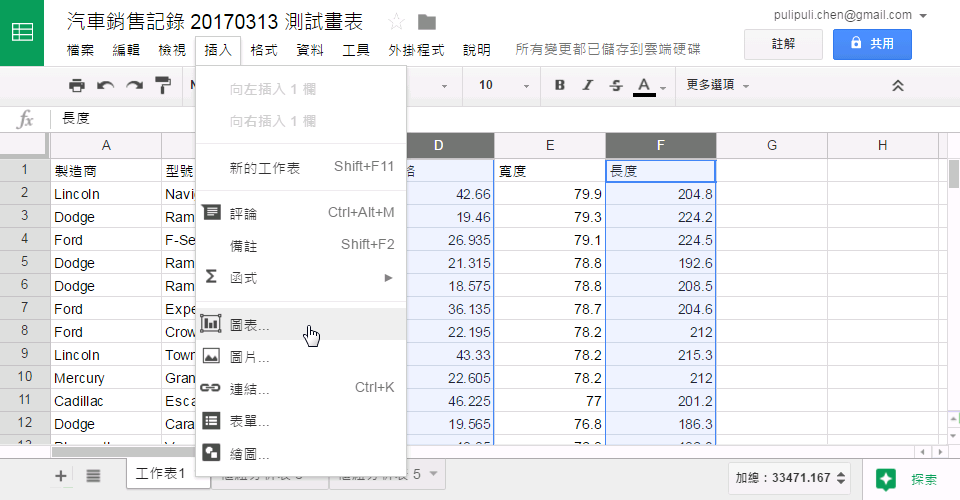 汽車銷售記錄 20170313 測試畫表
pulipuli.chen@gmail.com
檔案 編輯 檢視 插入 格式 資料 工具 外掛程式 說明 所有變更都已儲存到雲端硬碟
註解 共用
10 B I S A 更多選項
fx 長度
A D E F G H
1 製造商 型號 格 寬度 長度
2 Lincoln Navi 42.66 79.9 204.8
3 Dodge Ram 19.46 79.3 224.2
4 Ford F-Se 26.935 79.1 224.5
5 Dodge Ram 21.315 78.8 192.6
6 Dodge Ram 18.575 78.8 208.5
7 Ford Expe 36.135 78.7 204.6
8 Ford Crow 22.195 78.2 212
9 Lincoln Town 43.33 78.2 215.3
10 Mercury Gran 22.605 78.2 212
11 Cadillac Esca 46.225 77 201.2
12 Dodge Cara 19.565 76.8 186.3
向左插入 1 欄
向右插入 1 欄
新的工作表 Shift+F11
評論 Ctrl+Alt+M
備註 Shift+F2
Σ 函式
圖表...
圖片...
連結... Ctrl+K
表單...
繪圖...
工作表1
5
加總：33471.167
探索